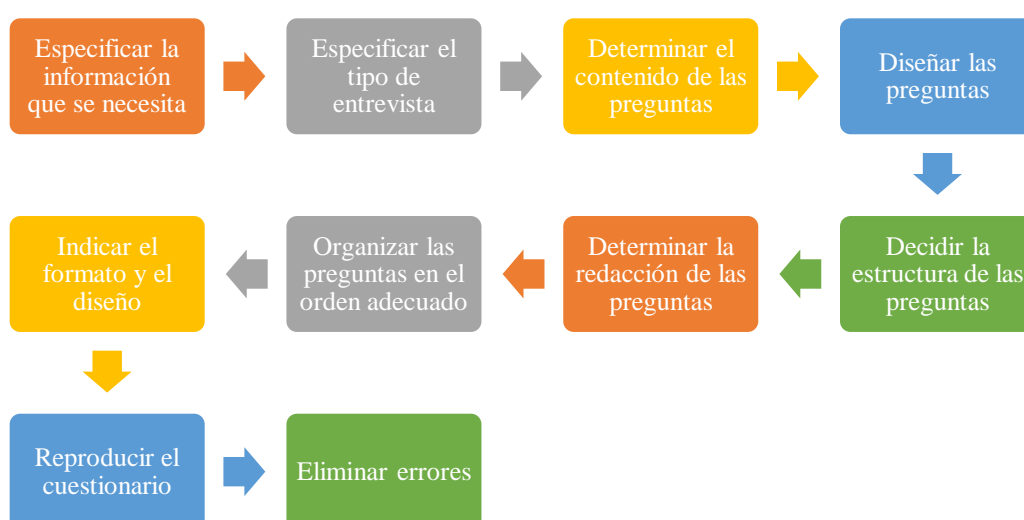 Especificar la
información
que se necesita
Especificar el
tipo de
entrevista
Determinar el
contenido de las
preguntas
Diseñar las
preguntas
Decidir la
estructura de las
preguntas
Determinar la
redacción de las
preguntas
Organizar las
preguntas en el
orden adecuado
Indicar el
formato y el
diseño
Reproducir el
cuestionario
Eliminar errores